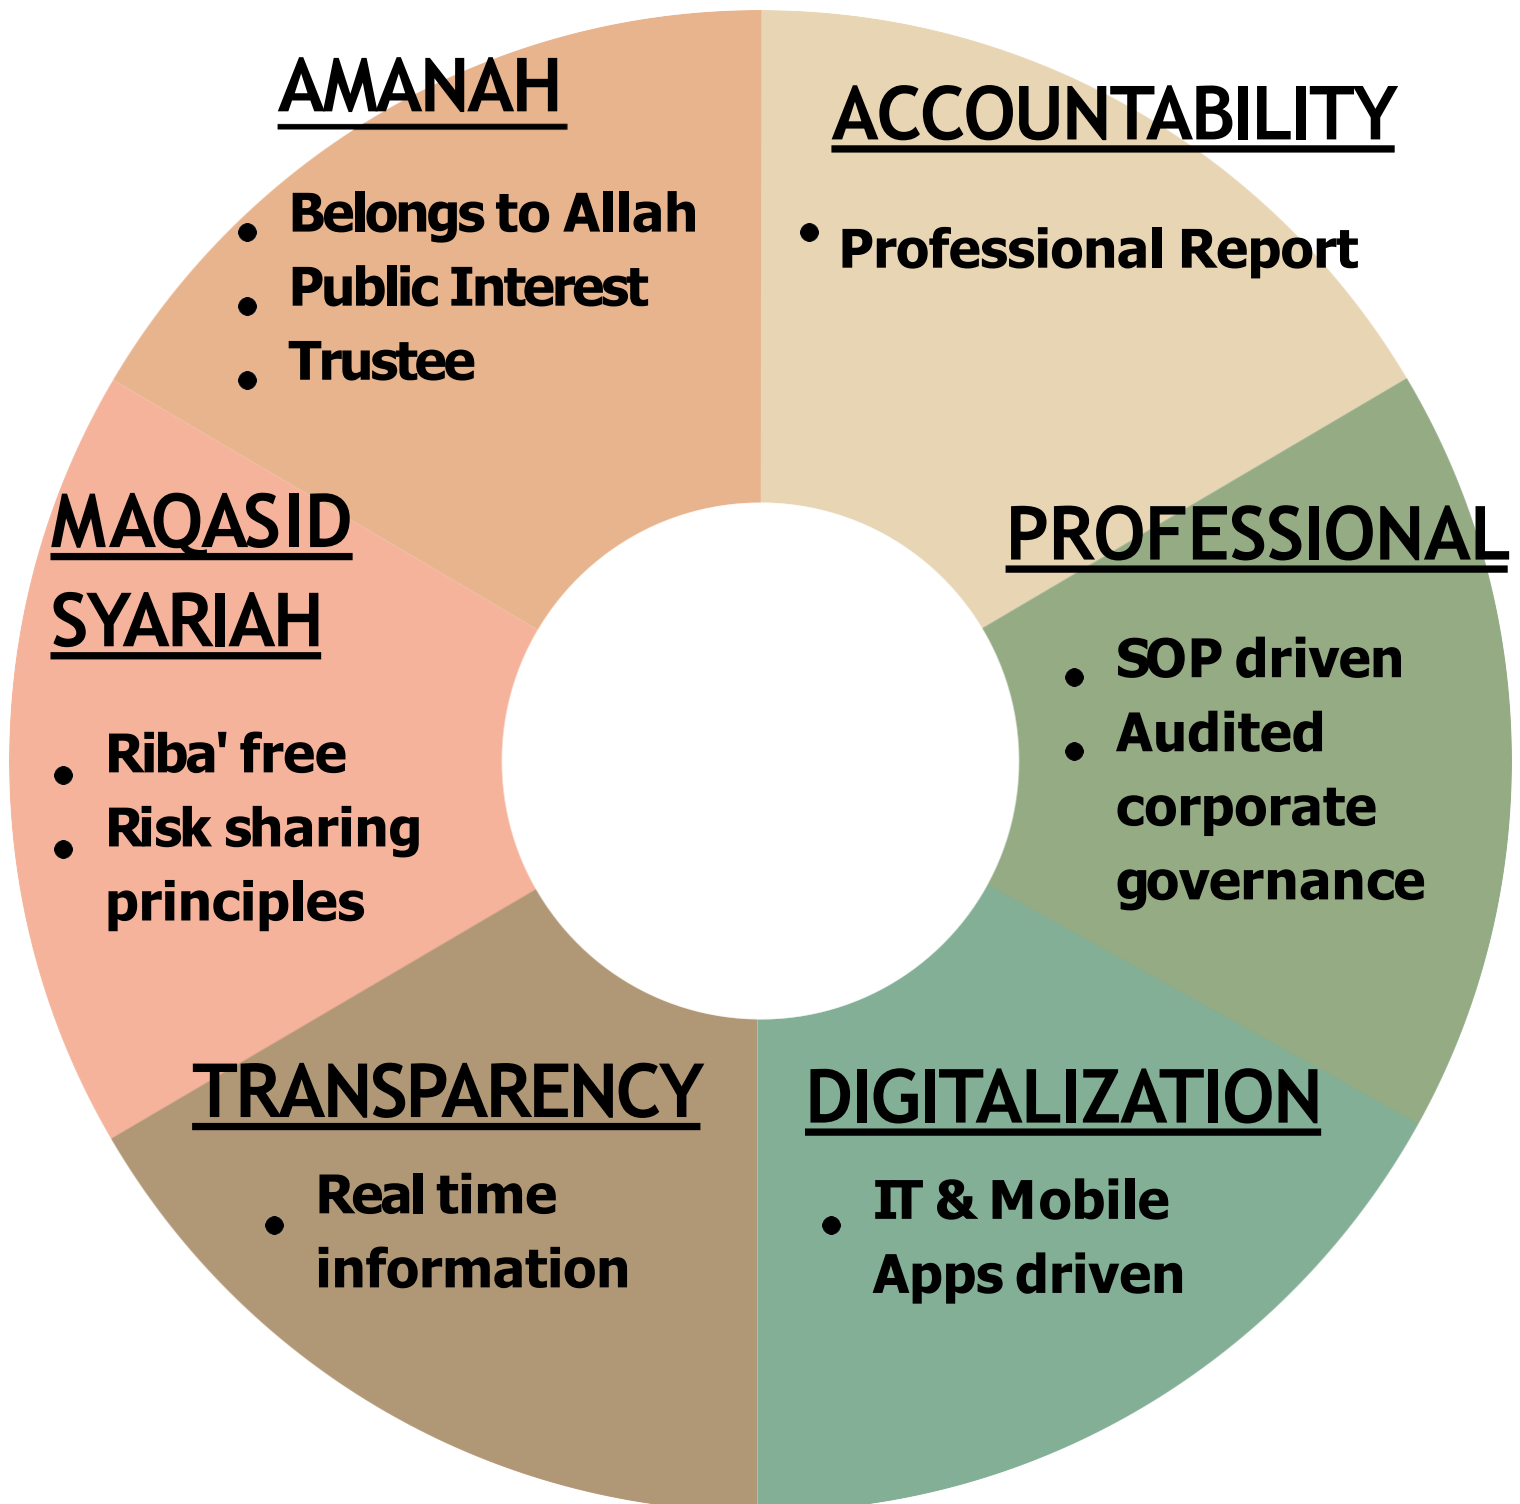 AMANAH
• Belongs to Allah
• Public Interest
• Trustee
ACCOUNTABILITY
• Professional Report
PROFESSIONAL
• SOP driven
• Audited
corporate
governance
DIGITALIZATION
• IT & Mobile
Apps driven
TRANSPARENCY
• Real time
information
MAQASID
SYARIAH
• Riba' free
• Risk sharing
principles